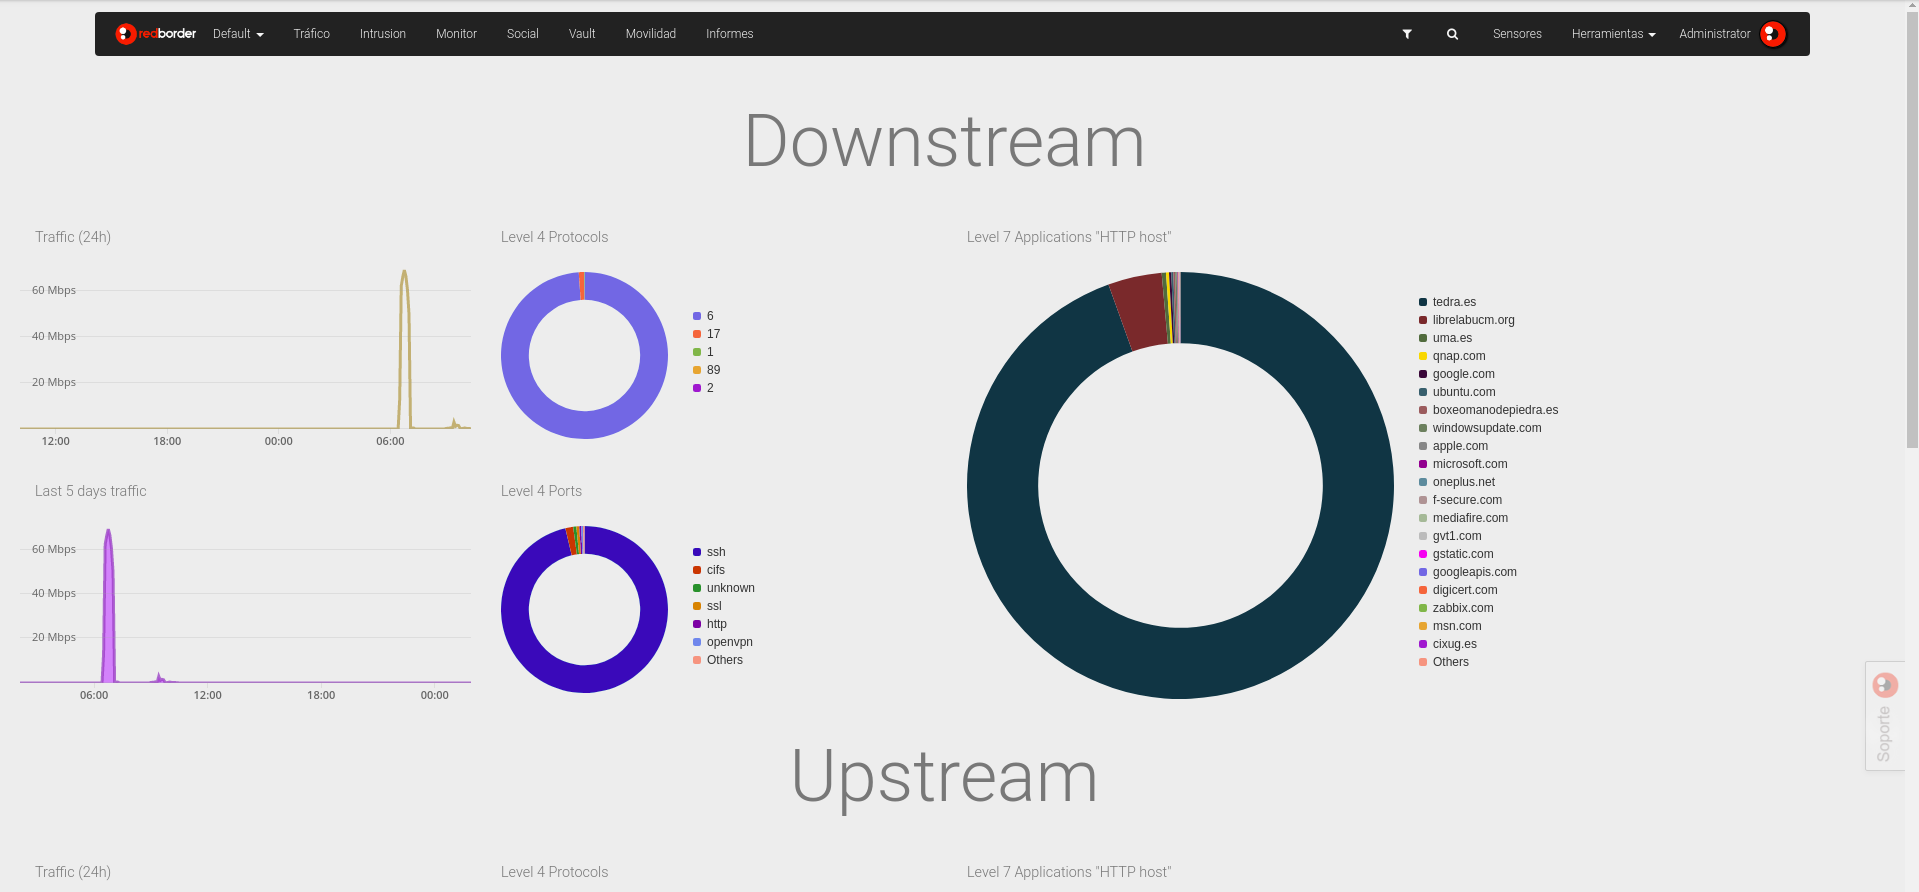 redborder Default Tráfico Intrusion Monitor Social Vault Movilidad Informes Sensores Herramientas Administrator
Downstream
Traffic (24h)
60 Mbps
40 Mbps
20 Mbps
12:00 18:00 00:00 06:00
Level 4 Protocols
6
17
1
89
2
Last 5 days traffic
60 Mbps
40 Mbps
20 Mbps
06:00 12:00 18:00 00:00
Level 4 Ports
ssh
cifs
unknown
ssl
http
openvpn
Others
Level 7 Applications "HTTP host"
tedra.es
librelabucm.org
uma.es
qnap.com
google.com
ubuntu.com
boxeomanodepiedra.es
windowsupdate.com
apple.com
microsoft.com
oneplus.net
f-secure.com
mediafire.com
gvt1.com
gstatic.com
googleapis.com
digicert.com
zabbix.com
msn.com
cixug.es
Others
Soporte
Upstream
Traffic (24h)
Level 4 Protocols
Level 7 Applications "HTTP host"